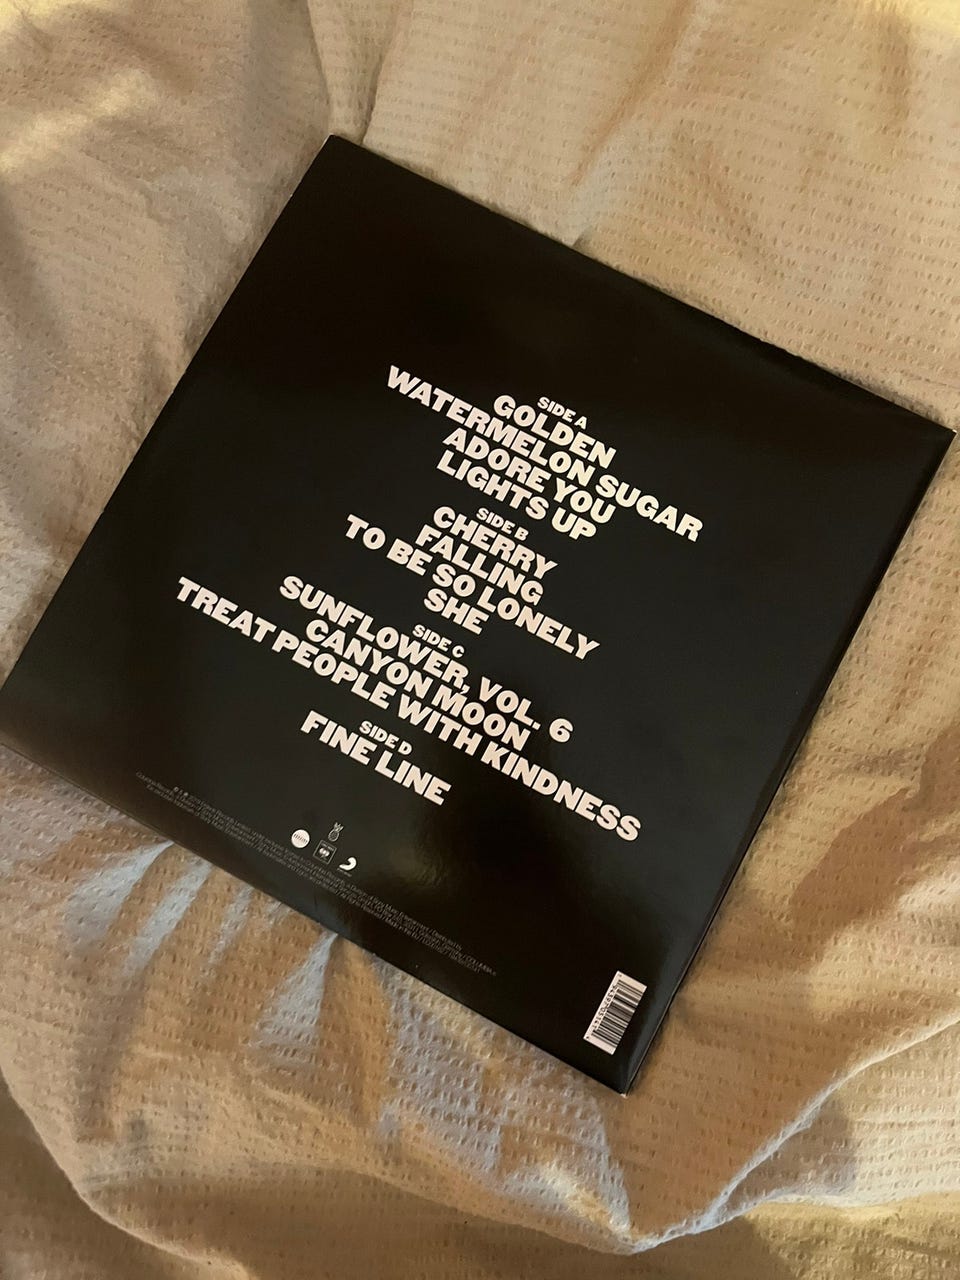 SIDE A
GOLDEN
WATERMELON SUGAR
ADORE YOU
LIGHTS UP
SIDE B
CHERRY
FALLING
TO BE SO LONELY
SHE
SIDE C
SUNFLOWER, VOL. 6
CANYON MOON
TREAT PEOPLE WITH KINDNESS
SIDE D
FINE LINE